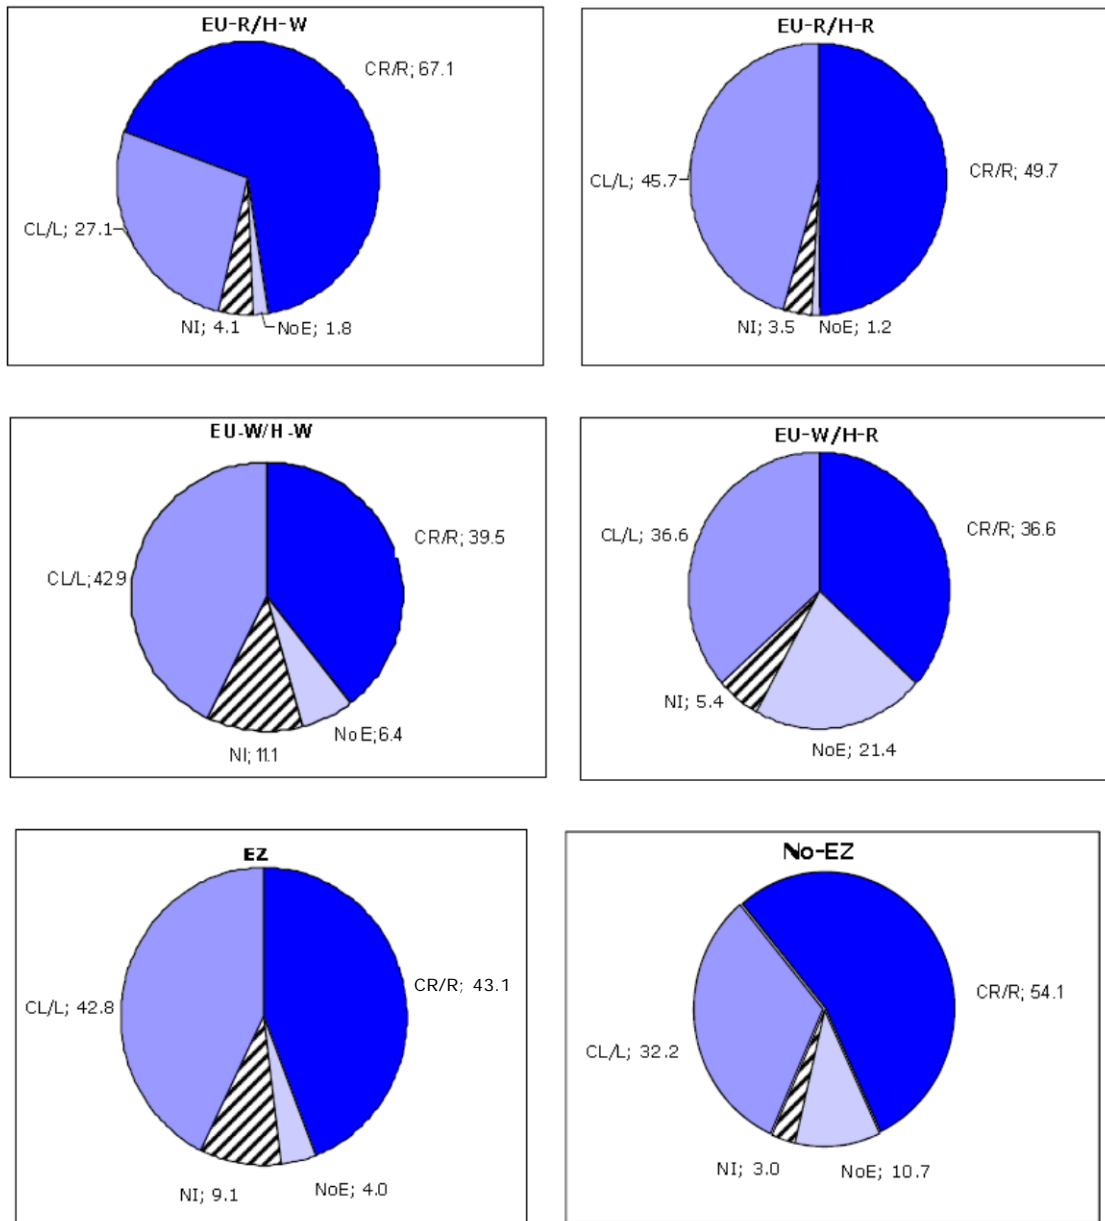 EU-R/H-W
CR/R; 67.1
CL/L; 27.1
NI; 4.1
NoE; 1.8
EU-R/H-R
CR/R; 49.7
CL/L; 45.7
NI; 3.5
NoE; 1.2
EU-W/H-W
CR/R; 39.5
CL/L; 42.9
NoE; 6.4
NI; 11.1
EU-W/H-R
CR/R; 36.6
CL/L; 36.6
NI; 5.4
NoE; 21.4
EZ
CR/R; 43.1
CL/L; 42.8
NI; 9.1
NoE; 4.0
No-EZ
CR/R; 54.1
CL/L; 32.2
NI; 3.0
NoE; 10.7